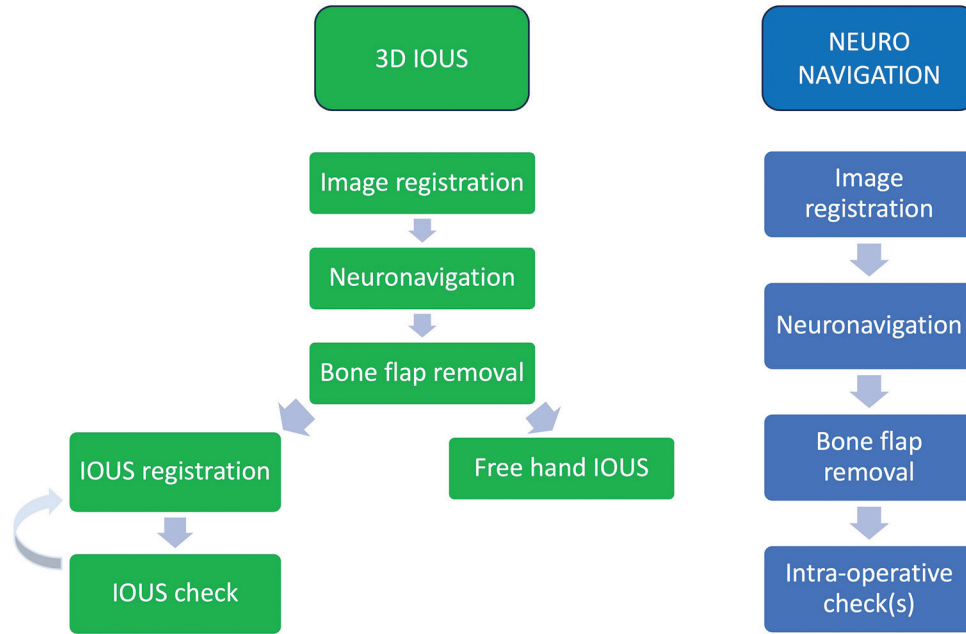 3D IOUS
Image registration
Neuronavigation
Bone flap removal
IOUS registration
Free hand IOUS
IOUS check
NEURO
NAVIGATION
Image
registration
Neuronavigation
Bone flap
removal
Intra-operative
check(s)